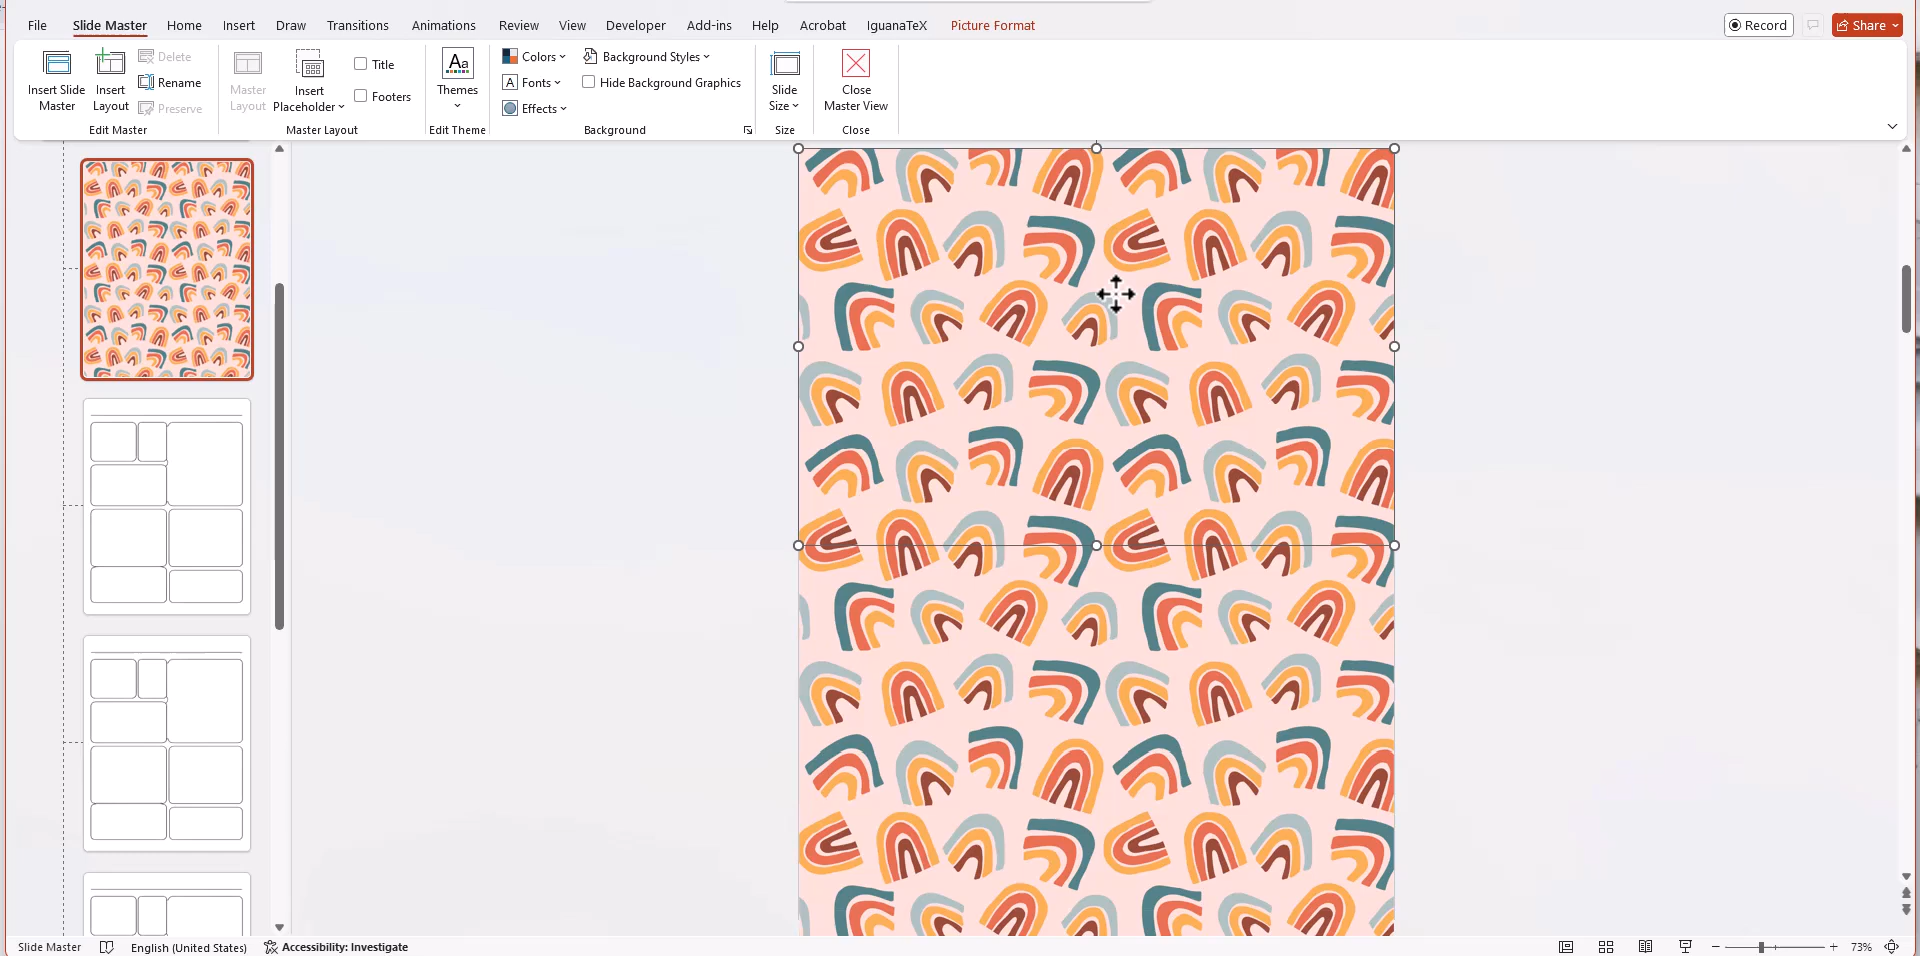 File Slide Master Home Insert Draw Transitions Animations Review View Developer Add-ins Help Acrobat IguanaTeX Picture Format Record Share
Insert Slide Master
Insert Layout
Delete
Rename
Preserve
Edit Master
Master Layout
Insert Placeholder
Title
Footers
Master Layout
Aa
Themes
Edit Theme
Colors
A Fonts
Effects
Background Styles
Hide Background Graphics
Background
Slide Size
Size
Close Master View
Close
Slide Master English (United States) Accessibility: Investigate 73%